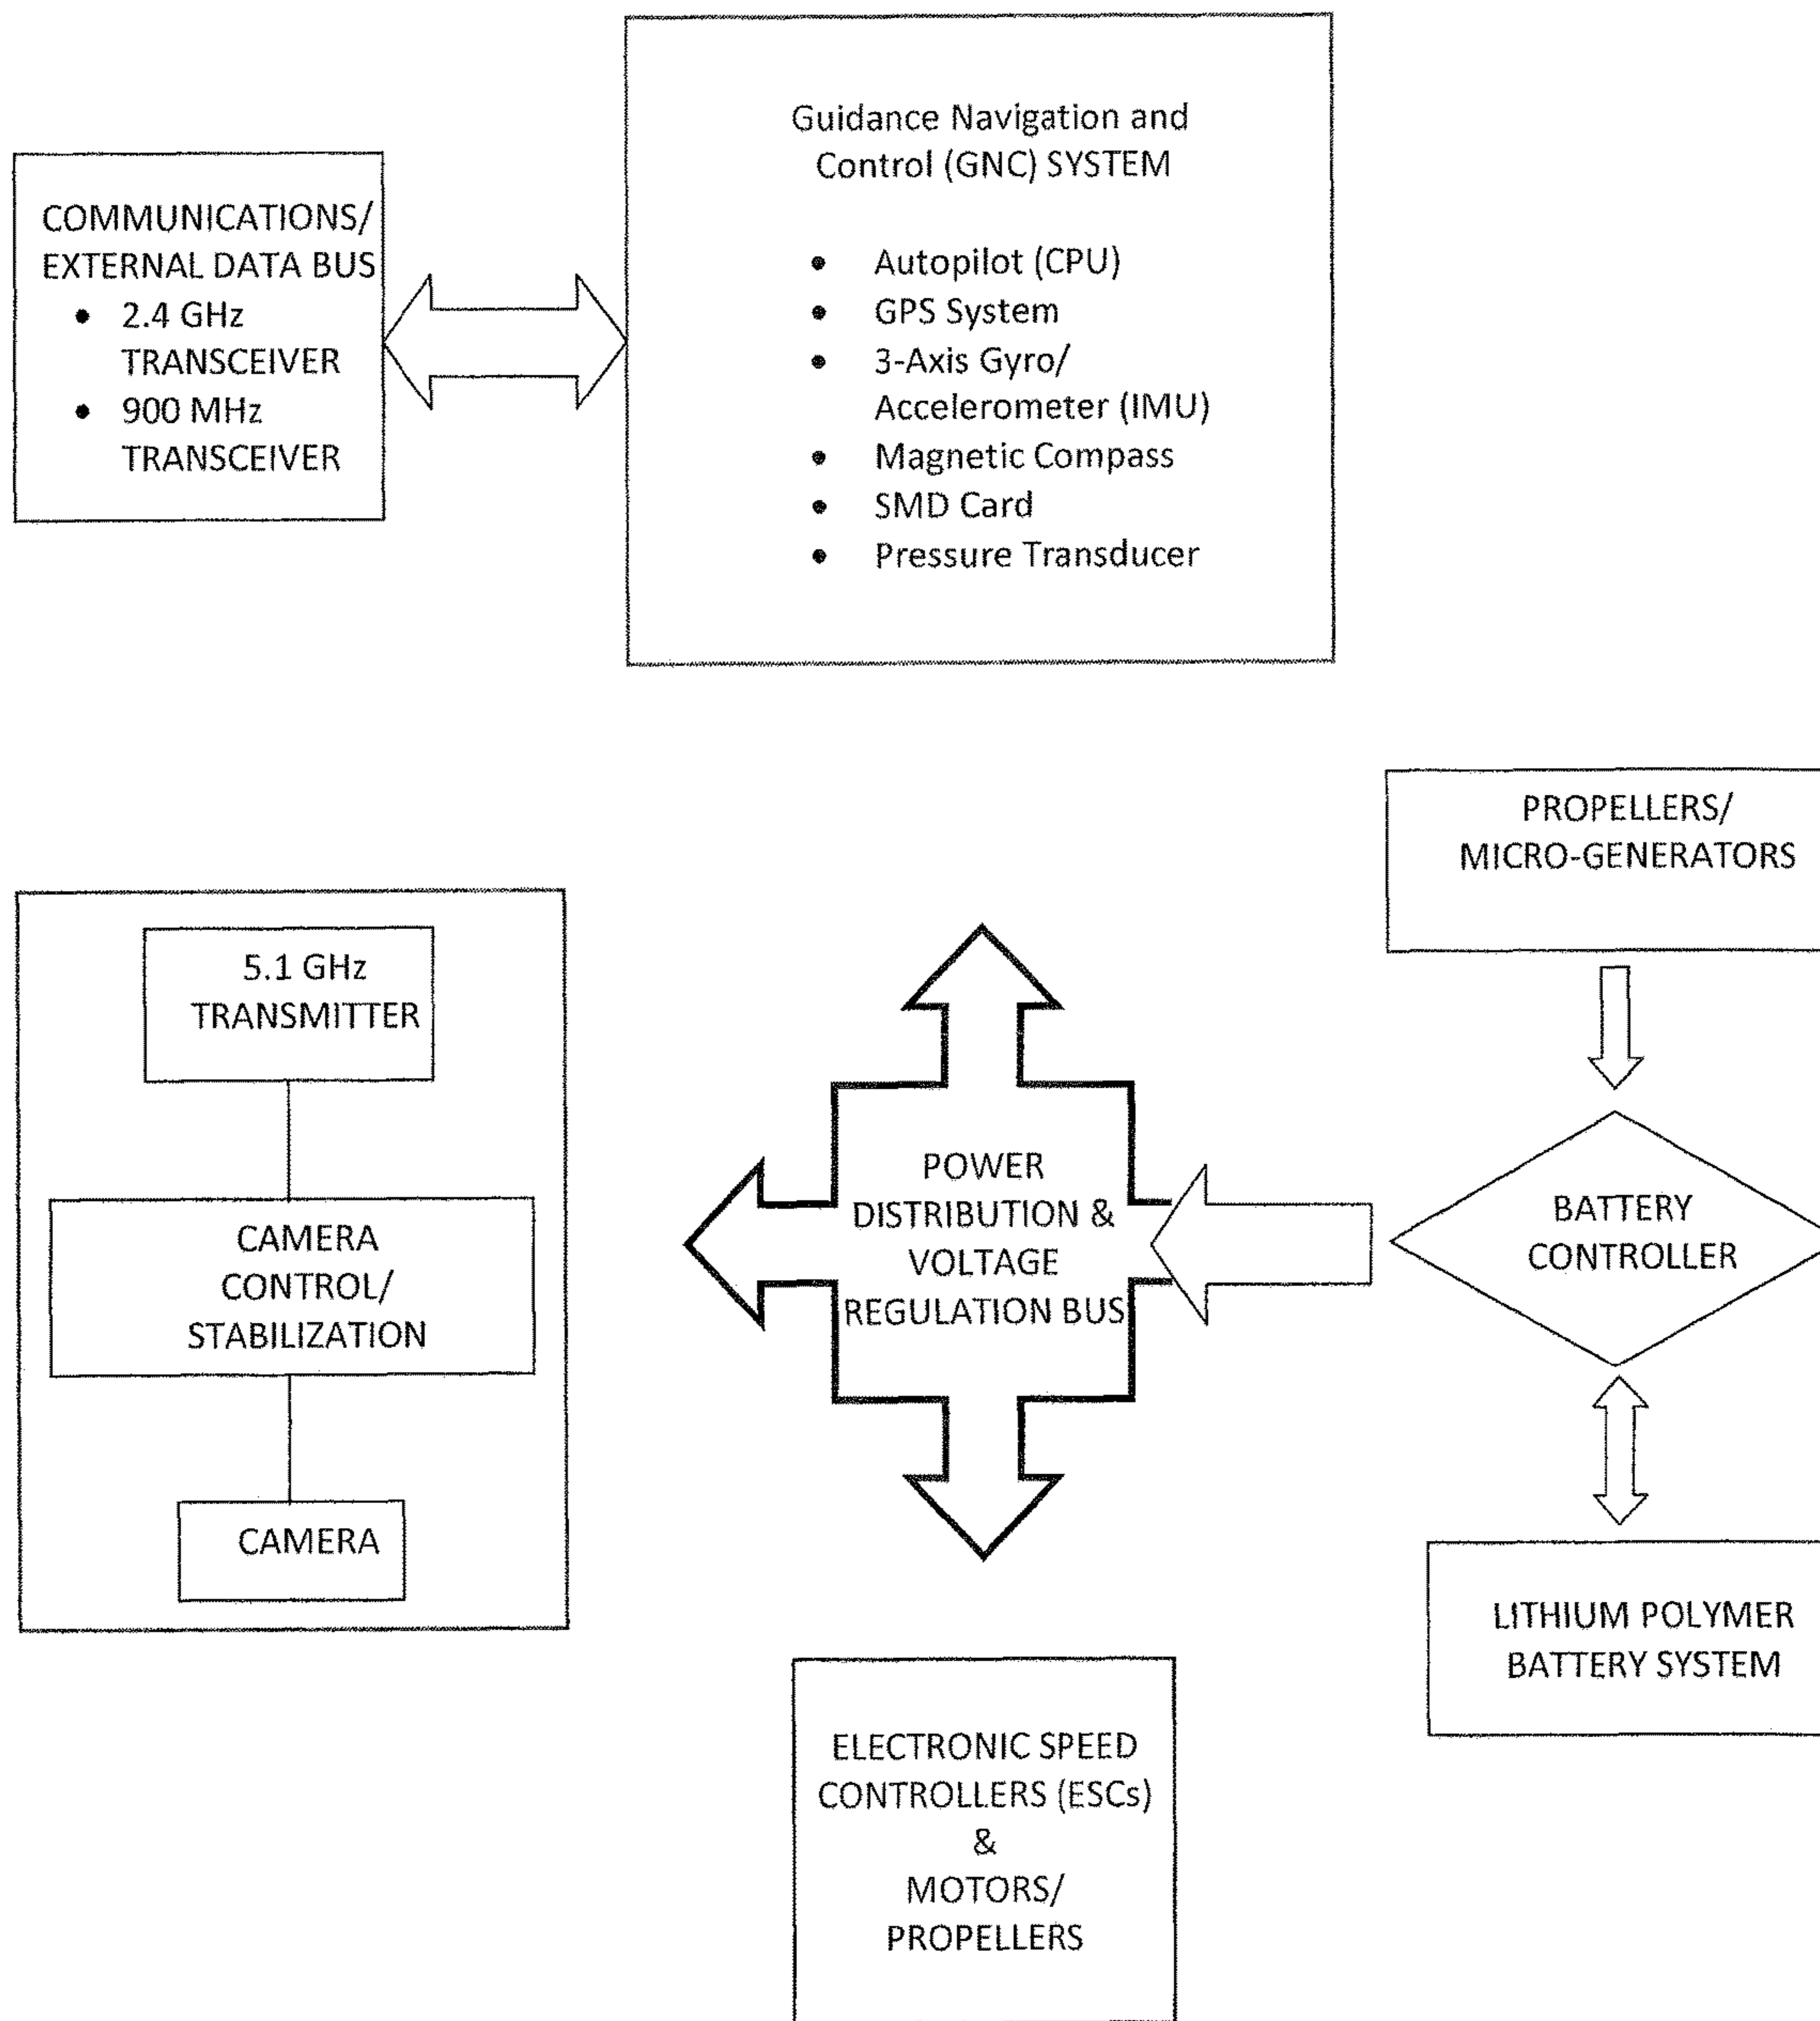 Guidance Navigation and
Control (GNC) SYSTEM
• Autopilot (CPU)
• GPS System
• 3-Axis Gyro/
Accelerometer (IMU)
• Magnetic Compass
• SMD Card
• Pressure Transducer
COMMUNICATIONS/
EXTERNAL DATA BUS
• 2.4 GHz
TRANSCEIVER
• 900 MHz
TRANSCEIVER
PROPELLERS/
MICRO-GENERATORS
5.1 GHz
TRANSMITTER
CAMERA
CONTROL/
STABILIZATION
CAMERA
POWER
DISTRIBUTION &
VOLTAGE
REGULATION BUS
BATTERY
CONTROLLER
LITHIUM POLYMER
BATTERY SYSTEM
ELECTRONIC SPEED
CONTROLLERS (ESCs)
&
MOTORS/
PROPELLERS